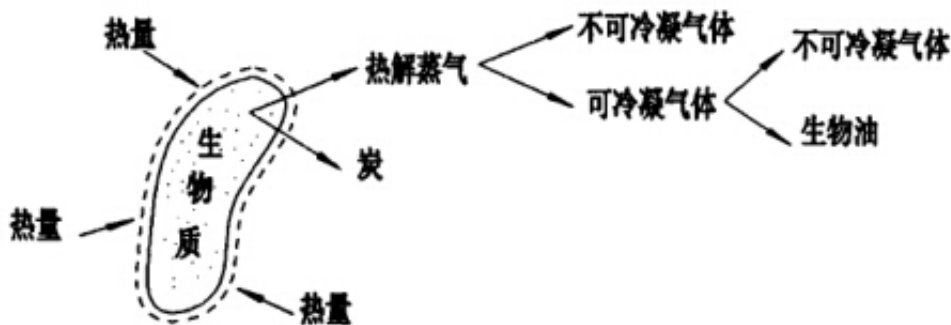 热量
不可冷凝气体
不可冷凝气体
热解蒸气
可冷凝气体
生物油
炭
生物质
热量
热量